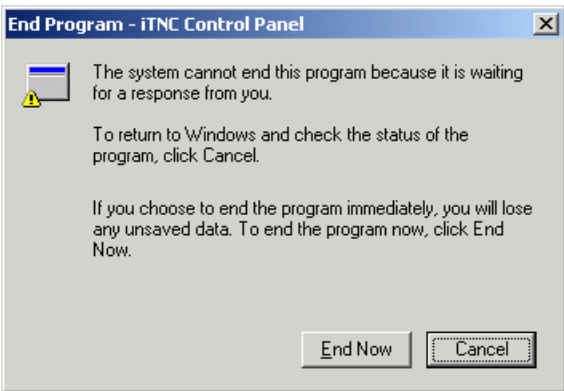 End Program - iTNC Control Panel
The system cannot end this program because it is waiting
for a response from you.
To return to Windows and check the status of the
program, click Cancel.
If you choose to end the program immediately, you will lose
any unsaved data. To end the program now, click End
Now.
End Now Cancel